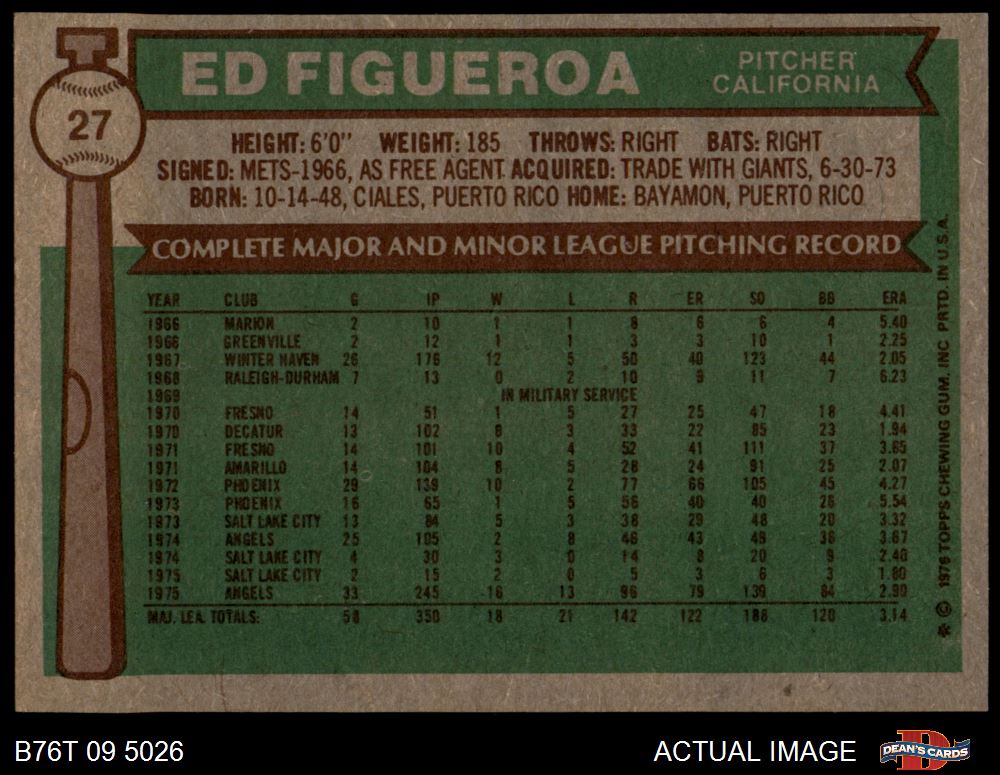 27
ED FIGUEROA
PITCHER
CALIFORNIA
HEIGHT: 6'0" WEIGHT: 185 THROWS: RIGHT BATS: RIGHT
SIGNED: METS-1966, AS FREE AGENT ACQUIRED: TRADE WITH GIANTS, 6-30-73
BORN: 10-14-48, CIALES, PUERTO RICO HOME: BAYAMON, PUERTO RICO
COMPLETE MAJOR AND MINOR LEAGUE PITCHING RECORD
YEAR CLUB G IP W L R ER SO BB ERA
1966 MARION 2 10 1 1 8 6 6 4 5.40
1966 GREENVILLE 2 12 1 1 3 3 10 1 2.25
1967 WINTER HAVEN 26 176 12 5 50 40 123 44 2.05
1968 RALEIGH-DURHAM 7 13 0 2 10 9 11 7 6.23
1969 IN MILITARY SERVICE
1970 FRESNO 14 51 1 5 27 25 47 18 4.41
1970 DECATUR 13 102 8 3 33 22 85 23 1.94
1971 FRESNO 14 101 10 4 52 41 111 37 3.65
1971 AMARILLO 14 104 8 5 28 24 91 25 2.07
1972 PHOENIX 29 139 10 2 77 66 105 45 4.27
1973 PHOENIX 16 65 1 5 56 40 40 26 5.54
1973 SALT LAKE CITY 13 84 5 3 38 29 48 20 3.32
1974 ANGELS 25 105 2 8 46 43 49 36 3.67
1974 SALT LAKE CITY 4 30 3 0 14 8 20 9 2.40
1975 SALT LAKE CITY 2 15 2 0 5 3 6 3 1.80
1975 ANGELS 33 245 16 13 96 79 139 84 2.90
MAJ. LEA. TOTALS: 58 350 18 21 142 122 188 120 3.14
* © 1976 TOPPS CHEWING GUM, INC PRTD. IN U.S.A.
B76T 09 5026
ACTUAL IMAGE
D
DEAN'S CARDS